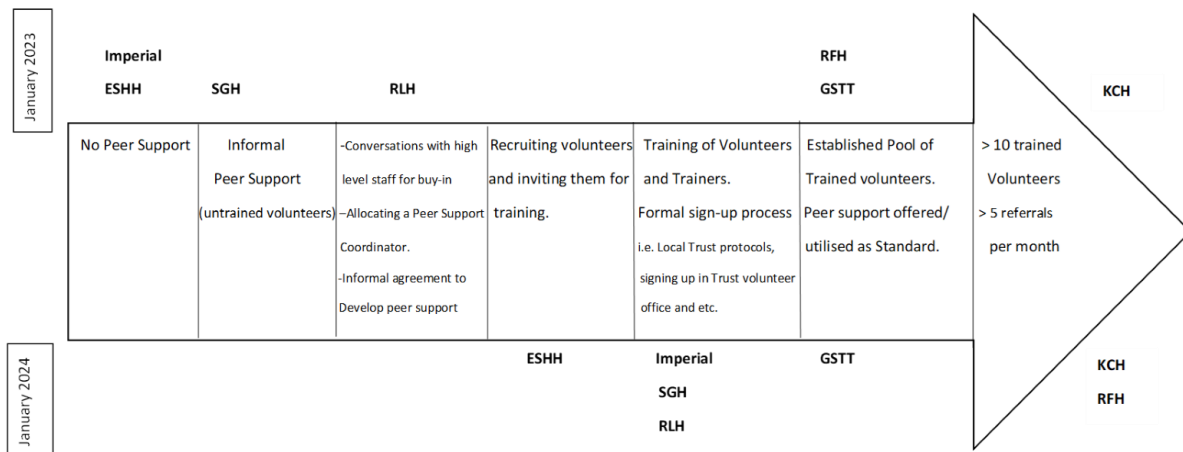 January 2023
Imperial
ESHH
SGH
RLH
RFH
GSTT
KCH
No Peer Support
Informal
Peer Support
(untrained volunteers)
-Conversations with high
level staff for buy-in
–Allocating a Peer Support
Coordinator.
-Informal agreement to
Develop peer support
Recruiting volunteers
and inviting them for
training.
Training of Volunteers
and Trainers.
Formal sign-up process
i.e. Local Trust protocols,
signing up in Trust volunteer
office and etc.
Established Pool of
Trained volunteers.
Peer support offered/
utilised as Standard.
> 10 trained
Volunteers
> 5 referrals
per month
January 2024
ESHH
Imperial
SGH
RLH
GSTT
KCH
RFH